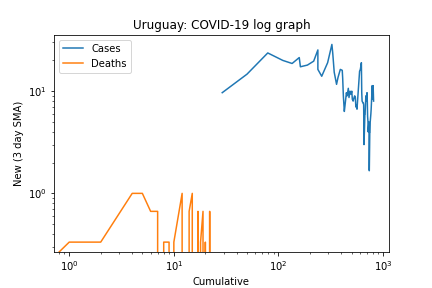 Uruguay: COVID-19 log graph
Cases
Deaths
New (3 day SMA)
10¹
10⁰
10⁰ 10¹ 10² 10³
Cumulative